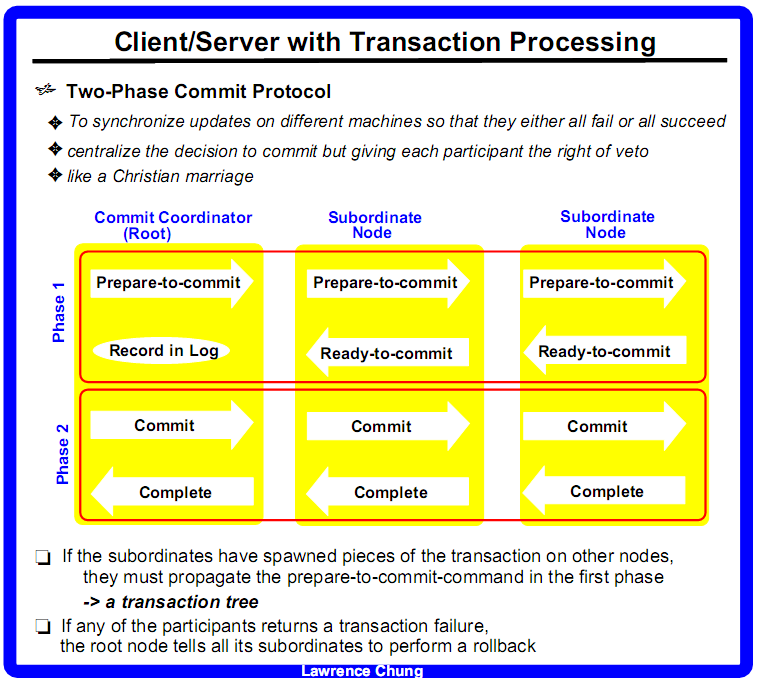 Client/Server with Transaction Processing
Two-Phase Commit Protocol
To synchronize updates on different machines so that they either all fail or all succeed
centralize the decision to commit but giving each participant the right of veto
like a Christian marriage
Commit Coordinator
(Root)
Subordinate
Node
Subordinate
Node
Phase 1
Prepare-to-commit
Prepare-to-commit
Prepare-to-commit
Record in Log
Ready-to-commit
Ready-to-commit
Phase 2
Commit
Commit
Commit
Complete
Complete
Complete
If the subordinates have spawned pieces of the transaction on other nodes,
they must propagate the prepare-to-commit-command in the first phase
-> a transaction tree
If any of the participants returns a transaction failure,
the root node tells all its subordinates to perform a rollback
Lawrence Chung